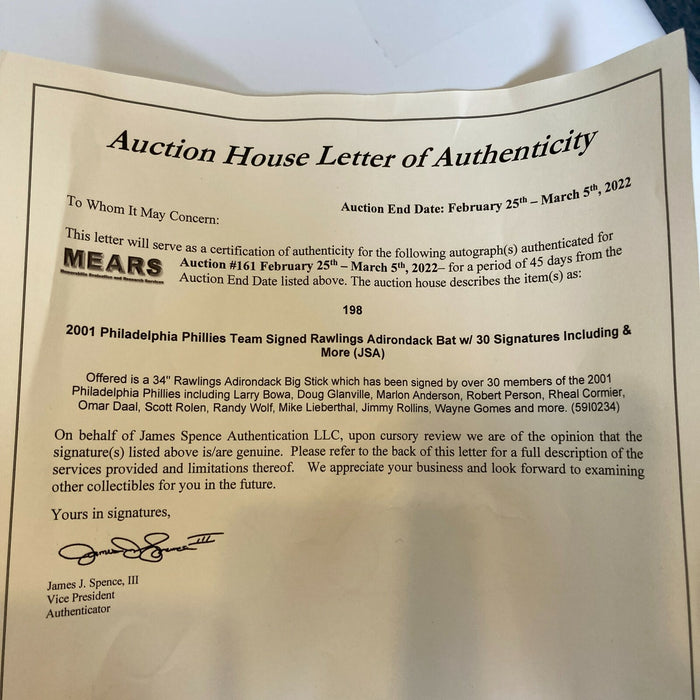 Auction House Letter of Authenticity
To Whom It May Concern:
Auction End Date: February 25th – March 5th, 2022
This letter will serve as a certification of authenticity for the following autograph(s) authenticated for
MEARS Auction #161 February 25th – March 5th, 2022– for a period of 45 days from the
Memorabilia Evaluation and Research Services Auction End Date listed above. The auction house describes the item(s) as:
198
2001 Philadelphia Phillies Team Signed Rawlings Adirondack Bat w/ 30 Signatures Including &
More (JSA)
Offered is a 34" Rawlings Adirondack Big Stick which has been signed by over 30 members of the 2001
Philadelphia Phillies including Larry Bowa, Doug Glanville, Marlon Anderson, Robert Person, Rheal Cormier,
Omar Daal, Scott Rolen, Randy Wolf, Mike Lieberthal, Jimmy Rollins, Wayne Gomes and more. (59I0234)
On behalf of James Spence Authentication LLC, upon cursory review we are of the opinion that the
signature(s) listed above is/are genuine. Please refer to the back of this letter for a full description of the
services provided and limitations thereof. We appreciate your business and look forward to examining
other collectibles for you in the future.
Yours in signatures,
James J. Spence III
James J. Spence, III
Vice President
Authenticator